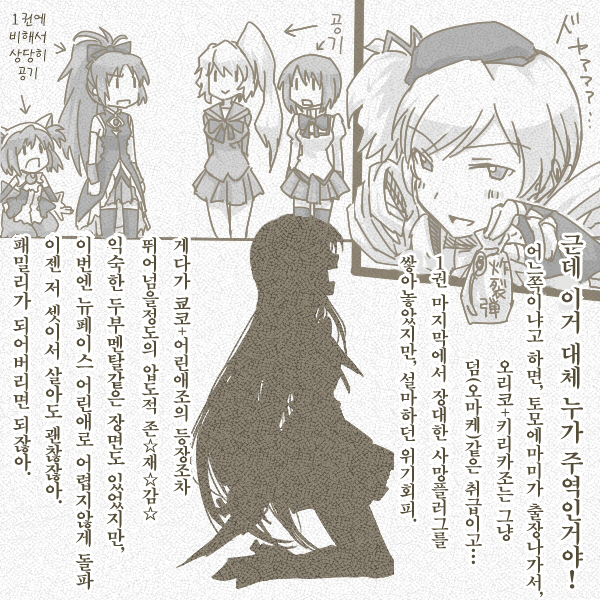 1권에
비해서
상당히
공기
공기
ドヤァァァ…
炸裂弾
근데 이거 대체 누가 주역인거야!
어느쪽이냐고 하면, 토모에마미가 출장나가서,
오리코+키리카조는 그냥
덤(오마케)같은 취급이고…
1권 마지막에서 장대한 사망플러그를
쌓아놓았지만, 설마하던 위기회피.
게다가 쿄코+어린애조의 등장조차
뛰어넘을정도의 압도적 존☆재☆감☆
익숙한 두부멘탈같은 장면도 있었지만,
이번엔 뉴페이스 어린애로 어렵지않게 돌파
이젠 저 셋이서 살아도 괜찮잖아.
패밀리가 되어버리면 되잖아.